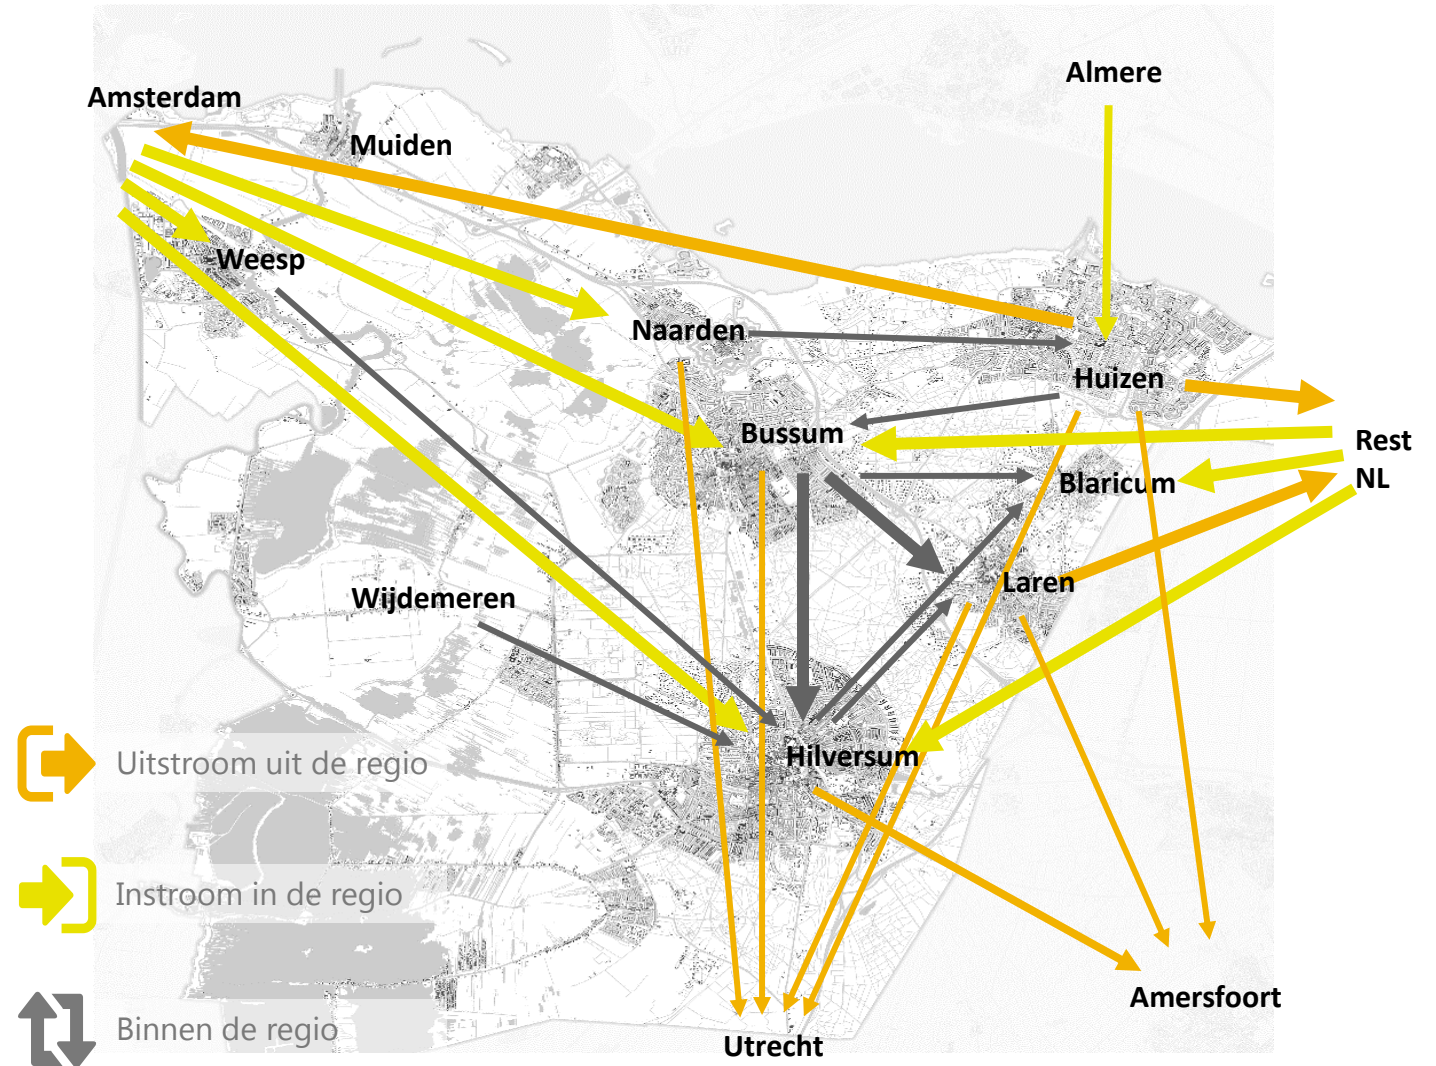 Almere
Amsterdam
Muiden
Weesp
Naarden
Huizen
Bussum
Rest
NL
Blaricum
Laren
Wijdemeren
Hilversum
Uitstroom uit de regio
Instroom in de regio
Amersfoort
Binnen de regio
Utrecht